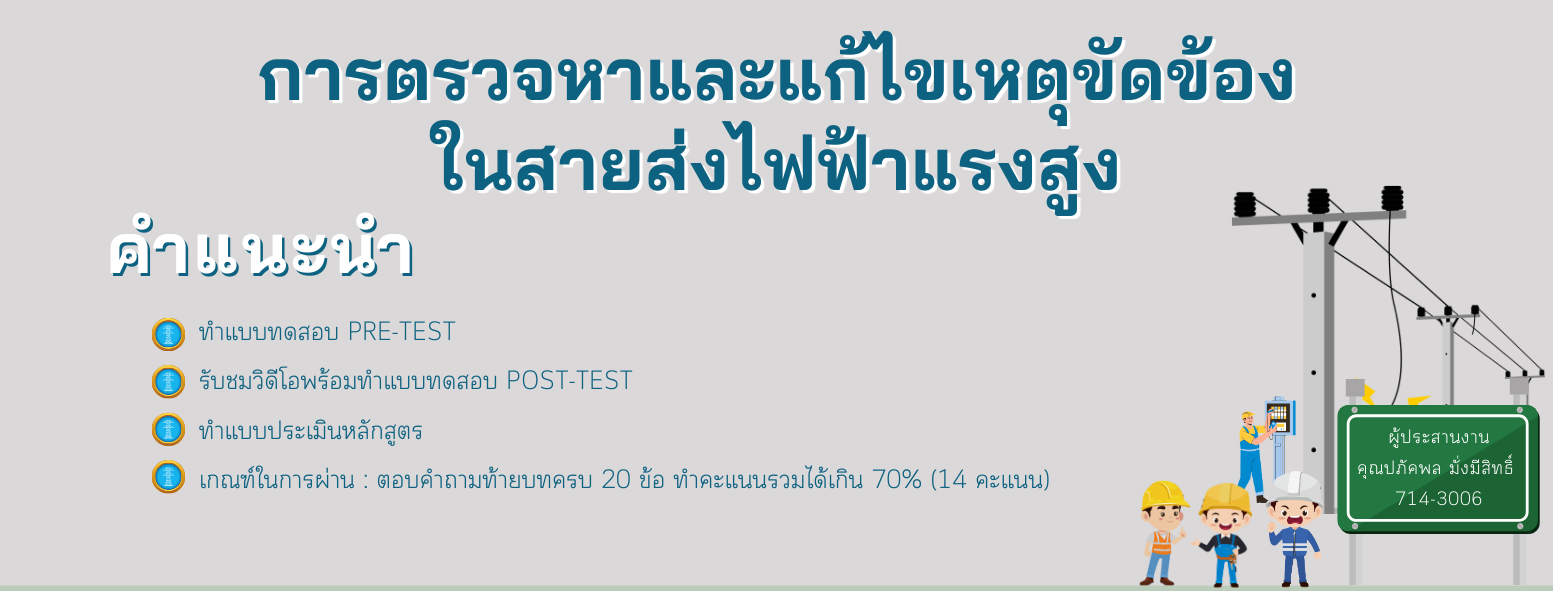 การตรวจหาและแก้ไขเหตุขัดข้อง
ในสายส่งไฟฟ้าแรงสูง
คำแนะนำ
ทำแบบทดสอบ PRE-TEST
รับชมวิดีโอพร้อมทำแบบทดสอบ POST-TEST
ทำแบบประเมินหลักสูตร
เกณฑ์ในการผ่าน : ตอบคำถามท้ายบทครบ 20 ข้อ ทำคะแนนรวมได้เกิน 70% (14 คะแนน)
ผู้ประสานงาน
คุณปภัคพล มั่งมีสิทธิ์
714-3006